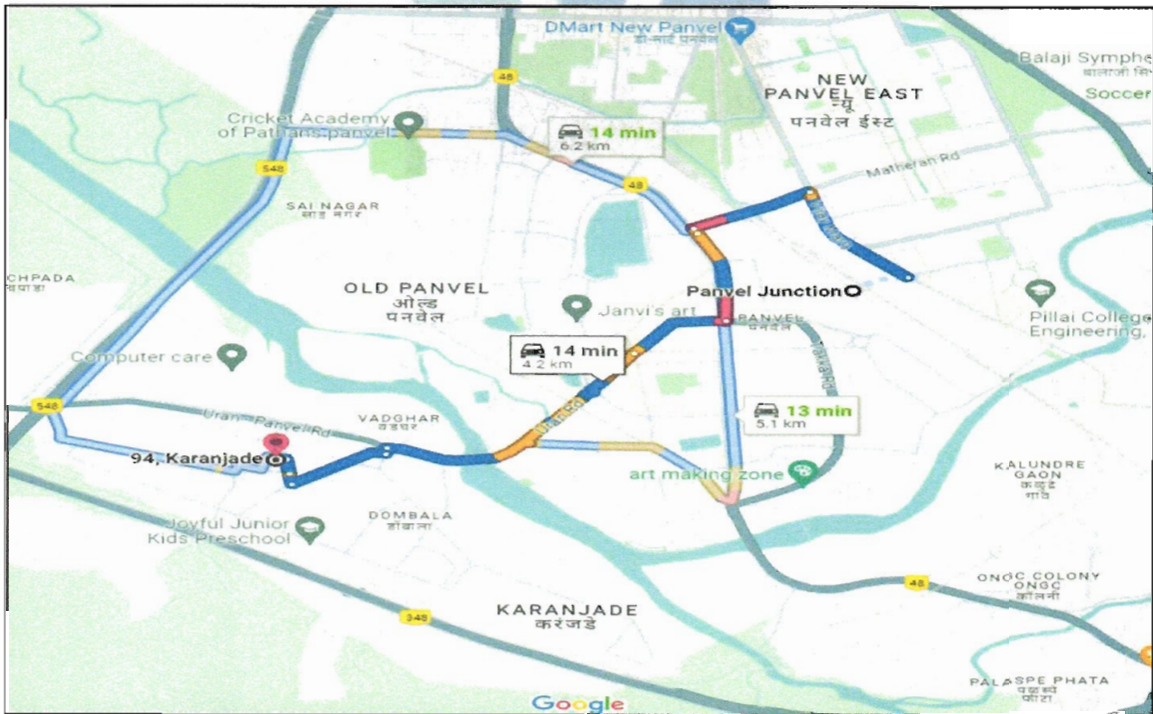 DMart New Panvel
डी-मार्ट पनवेल
Balaji Symphe
Soccer
NEW
PANVEL EAST
न्यू
पनवेल ईस्ट
48
Cricket Academy
of Pathans panvel
14 min
6.2 km
Matheran Rd
548
48
SAI NAGAR
साई नगर
CHPADA
OLD PANVEL
ओल्ड
पनवेल
Panvel Junction
Janvi's art
PANVEL
पनवेल
Pillai College
Engineering,
14 min
4.2 km
Computer care
548
Uran - Panvel Rd
VADGHAR
वडघर
13 min
5.1 km
94, Karanjade
art making zone
KALUNDRE
GAON
गाव
DOMBALA
डोंबाला
Joyful Junior
Kids Preschool
48
ONGC COLONY
ONGC
कॉलनी
KARANJADE
करंजडे
348
PALASPE PHATA
पळस्पे
फाटा
Google